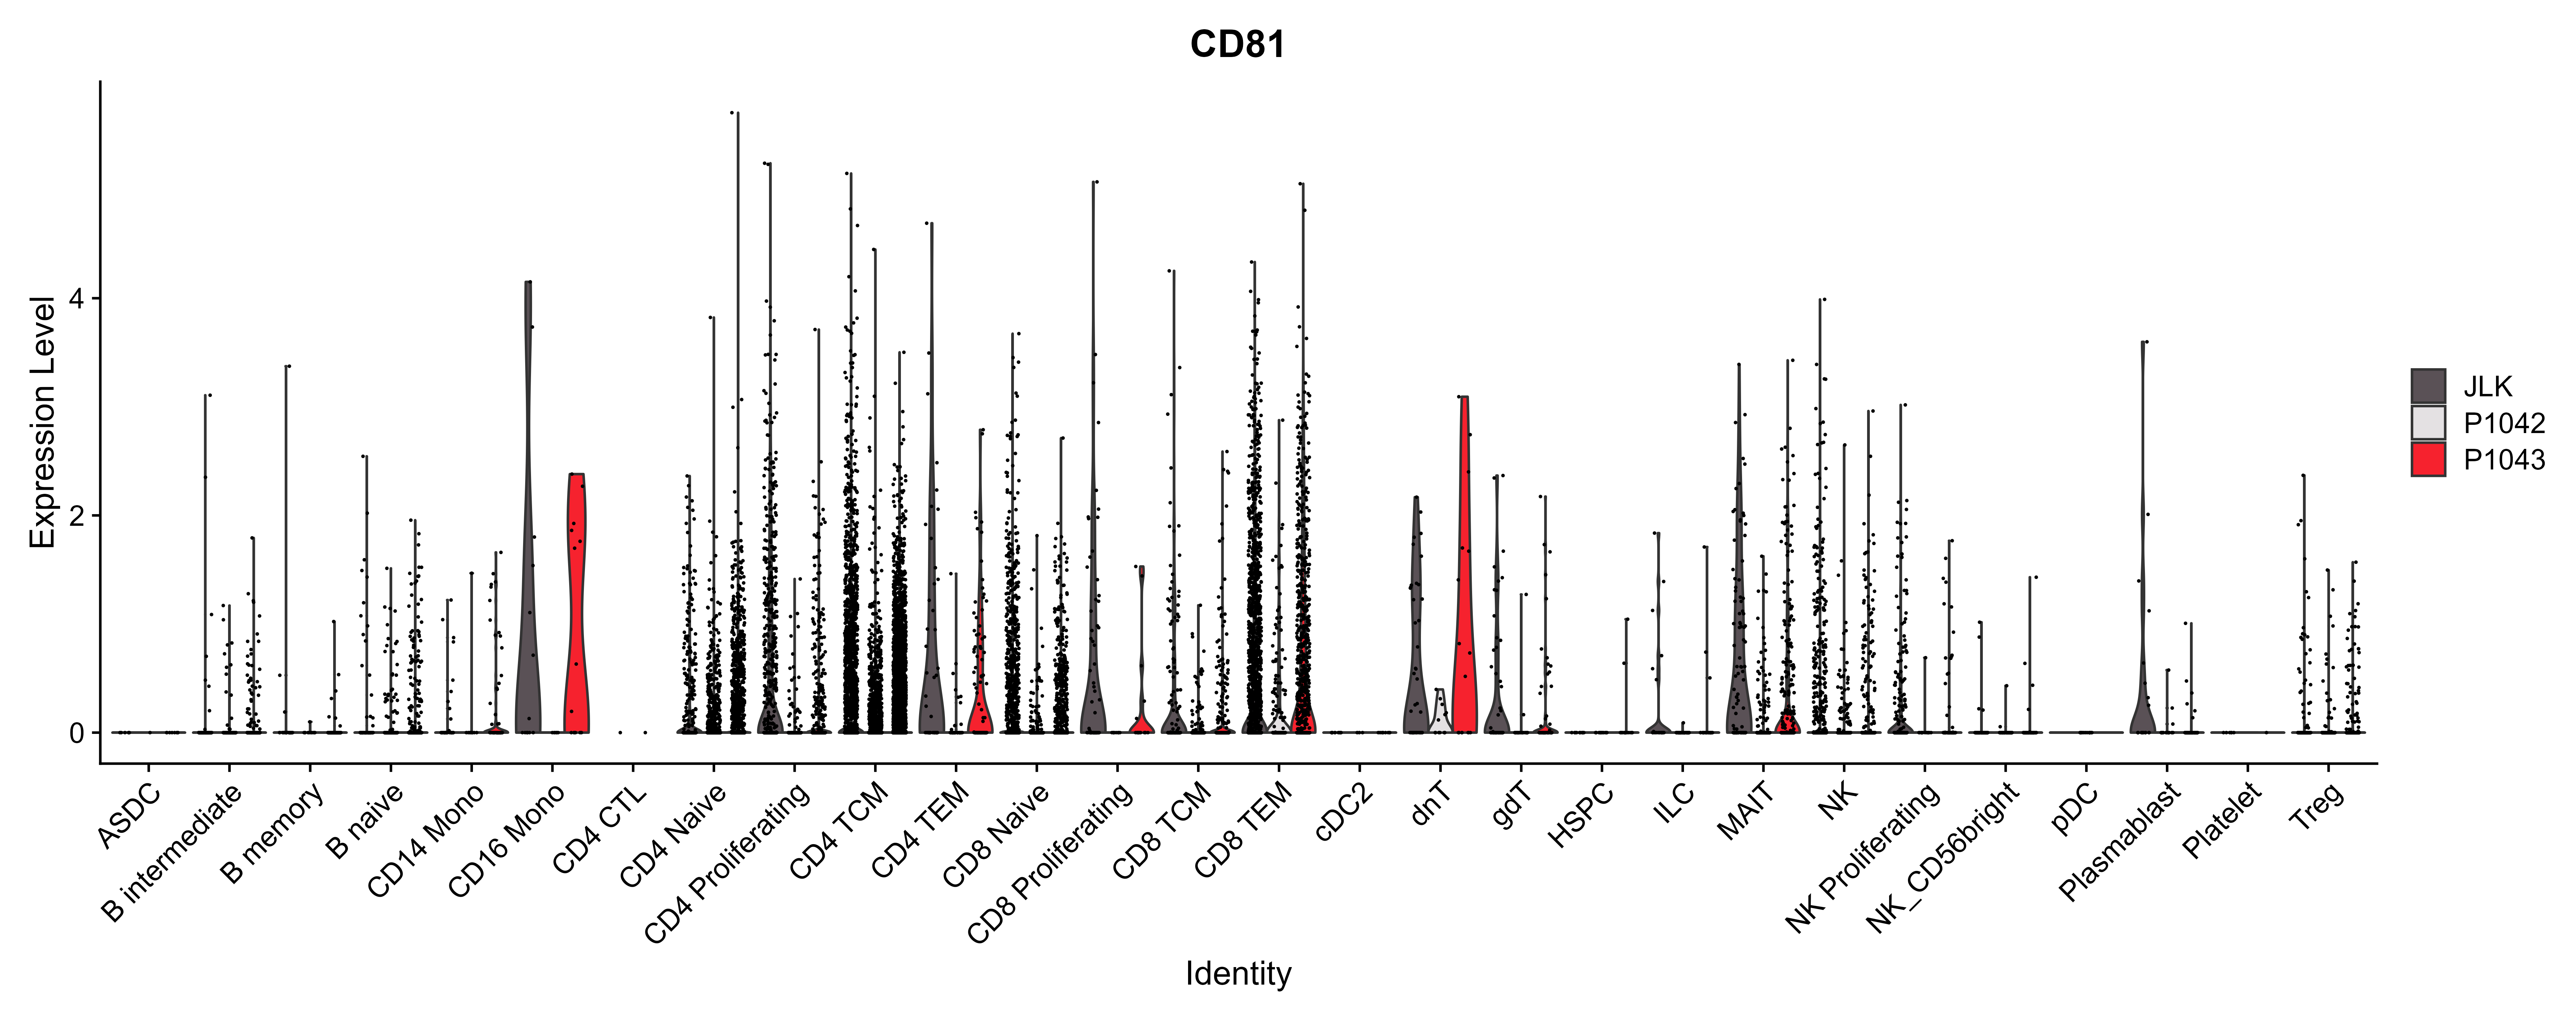 CD81
Expression Level
4
2
0
ASDC
B intermediate
B memory
B naive
CD14 Mono
CD16 Mono
CD4 CTL
CD4 Naive
CD4 Proliferating
CD4 TCM
CD4 TEM
CD8 Naive
CD8 Proliferating
CD8 TCM
CD8 TEM
cDC2
dnT
gdT
HSPC
ILC
MAIT
NK
NK Proliferating
NK_CD56bright
pDC
Plasmablast
Platelet
Treg
Identity
JLK
P1042
P1043